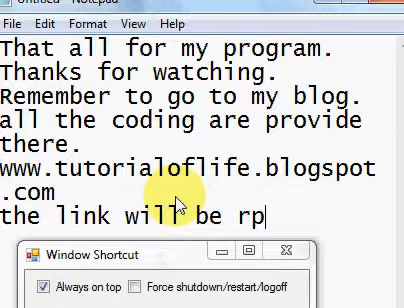 File Edit Format View Help
That all for my program.
Thanks for watching.
Remember to go to my blog.
all the coding are provide
there.
www.tutorialoflife.blogspot
.com
the link will be rp
Window Shortcut
Always on top Force shutdown/restart/logoff